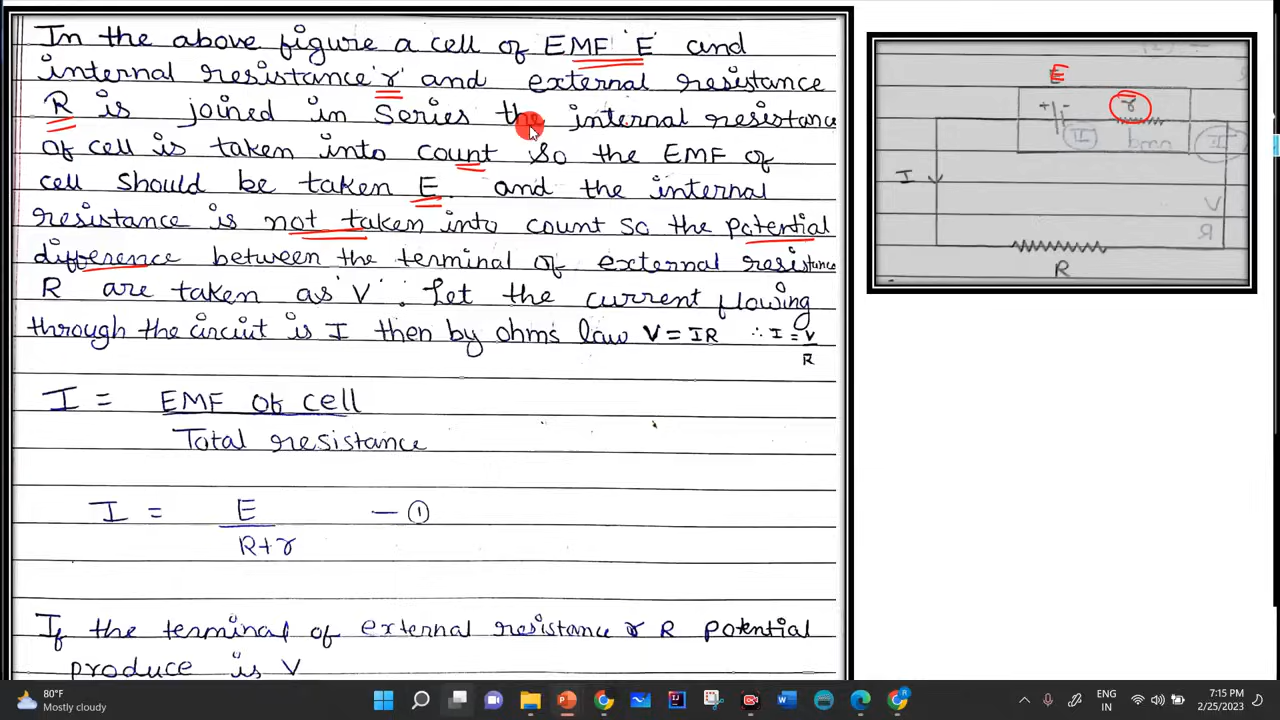 In the above figure a cell of EMF 'E' and
internal resistance 'r' and external resistance
R is joined in Series the internal resistance
of cell is taken into count so the EMF of
cell should be taken E. and the internal
resistance is not taken into count so the potential
difference between the terminal of external resistance
R are taken as 'V'. Let the current flowing
through the circiut is I then by ohms law V = IR ∴ I = V
R
I = EMF of cell
Total resistance
I = E — ①
R+r
If the terminal of external resistance r R potential
produce is V
E
+ - r
I
R
80°F
Mostly cloudy
ENG
IN
7:15 PM
2/25/2023